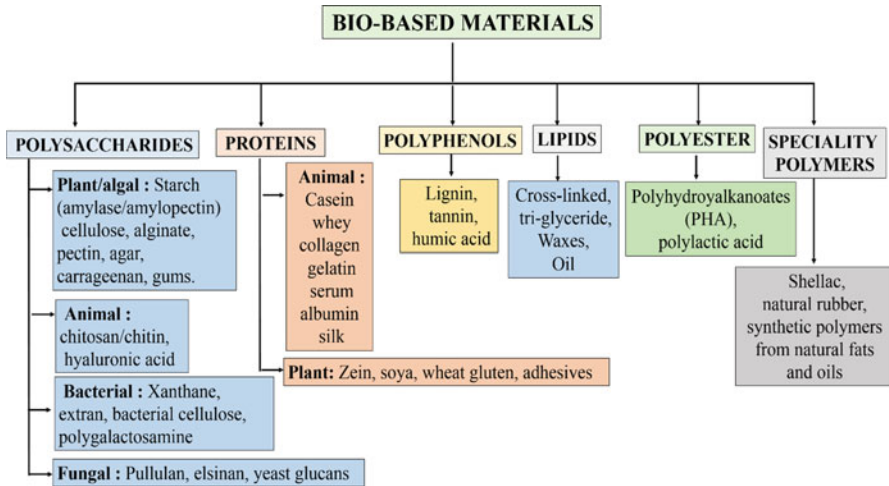 BIO-BASED MATERIALS
POLYSACCHARIDES
Plant/algal : Starch
(amylase/amylopectin)
cellulose, alginate,
pectin, agar,
carrageenan, gums.
Animal :
chitosan/chitin,
hyaluronic acid
Bacterial : Xanthane,
extran, bacterial cellulose,
polygalactosamine
Fungal : Pullulan, elsinan, yeast glucans
PROTEINS
Animal :
Casein
whey
collagen
gelatin
serum
albumin
silk
Plant: Zein, soya, wheat gluten, adhesives
POLYPHENOLS
Lignin,
tannin,
humic acid
LIPIDS
Cross-linked,
tri-glyceride,
Waxes,
Oil
POLYESTER
Polyhydroyalkanoates
(PHA),
polylactic acid
SPECIALITY
POLYMERS
Shellac,
natural rubber,
synthetic polymers
from natural fats
and oils